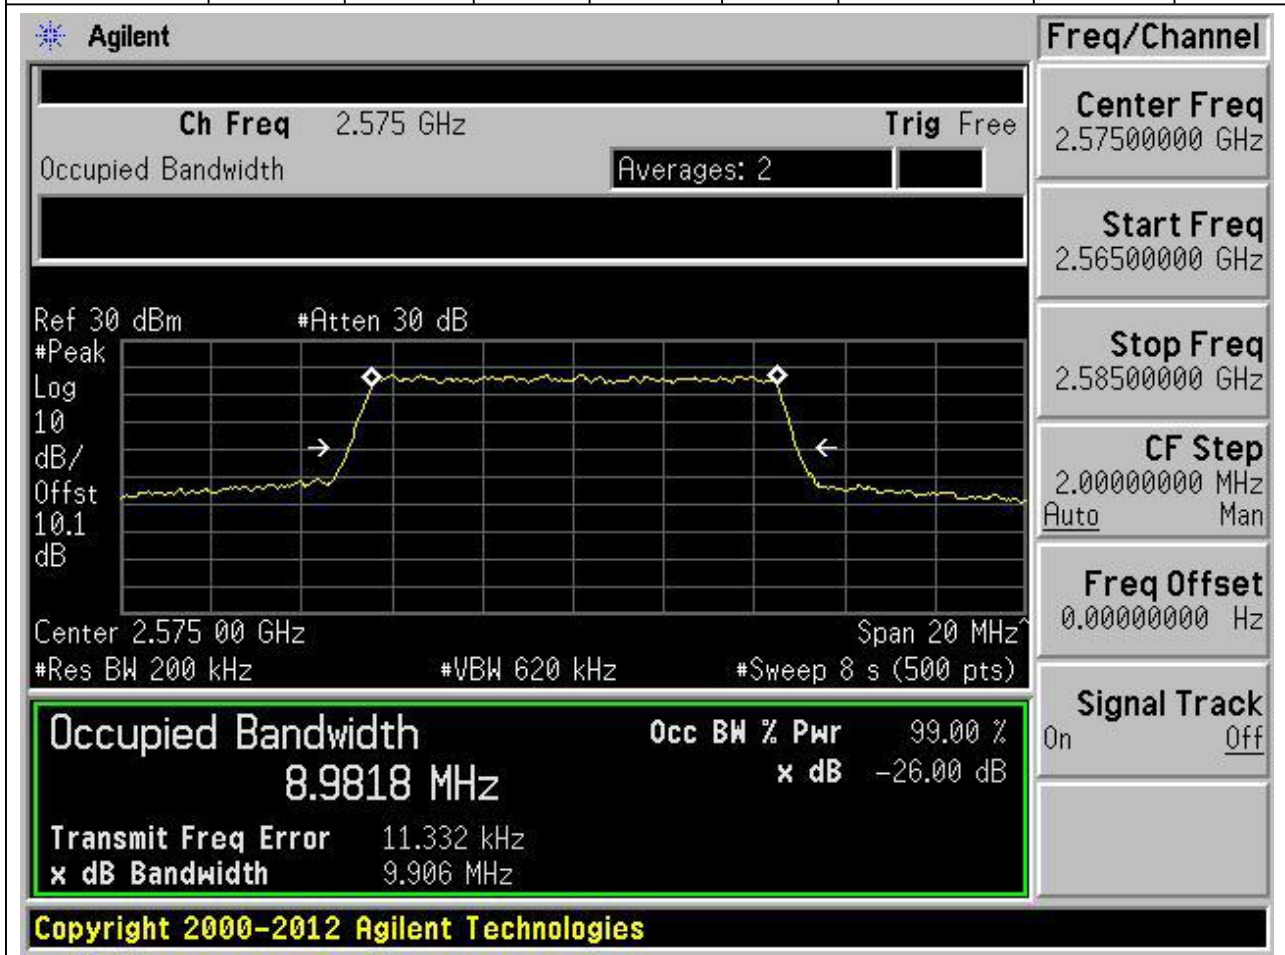 Agilent
Freq/Channel
Ch Freq 2.575 GHz Trig Free
Occupied Bandwidth Averages: 2
Center Freq
2.57500000 GHz
Start Freq
2.56500000 GHz
Stop Freq
2.58500000 GHz
CF Step
2.00000000 MHz
Auto Man
Freq Offset
0.00000000 Hz
Signal Track
On Off
Ref 30 dBm #Atten 30 dB
#Peak
Log
10
dB/
Offst
10.1
dB
Center 2.575 00 GHz Span 20 MHz^
#Res BW 200 kHz #VBW 620 kHz #Sweep 8 s (500 pts)
Occupied Bandwidth Occ BW % Pwr 99.00 %
8.9818 MHz x dB -26.00 dB
Transmit Freq Error 11.332 kHz
x dB Bandwidth 9.906 MHz
Copyright 2000-2012 Agilent Technologies